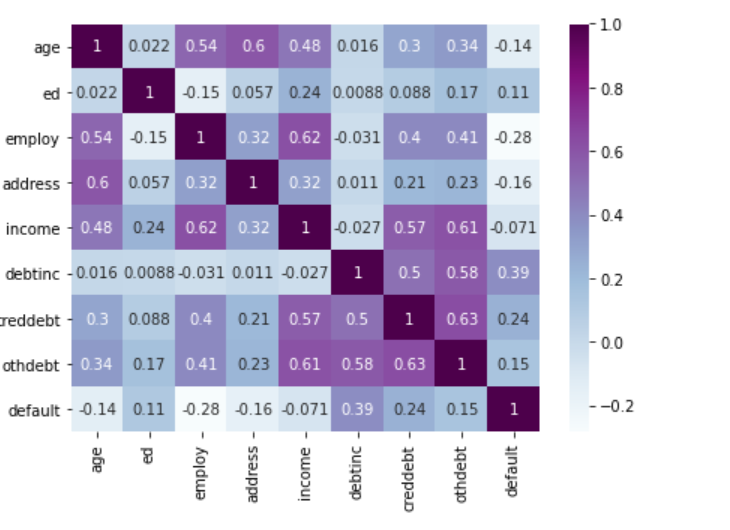 age 1 0.022 0.54 0.6 0.48 0.016 0.3 0.34 -0.14
ed 0.022 1 -0.15 0.057 0.24 0.0088 0.088 0.17 0.11
employ 0.54 -0.15 1 0.32 0.62 -0.031 0.4 0.41 -0.28
address 0.6 0.057 0.32 1 0.32 0.011 0.21 0.23 -0.16
income 0.48 0.24 0.62 0.32 1 -0.027 0.57 0.61 -0.071
debtinc 0.016 0.0088 -0.031 0.011 -0.027 1 0.5 0.58 0.39
creddebt 0.3 0.088 0.4 0.21 0.57 0.5 1 0.63 0.24
othdebt 0.34 0.17 0.41 0.23 0.61 0.58 0.63 1 0.15
default -0.14 0.11 -0.28 -0.16 -0.071 0.39 0.24 0.15 1
age ed employ address income debtinc creddebt othdebt default
1.0
0.8
0.6
0.4
0.2
0.0
−0.2